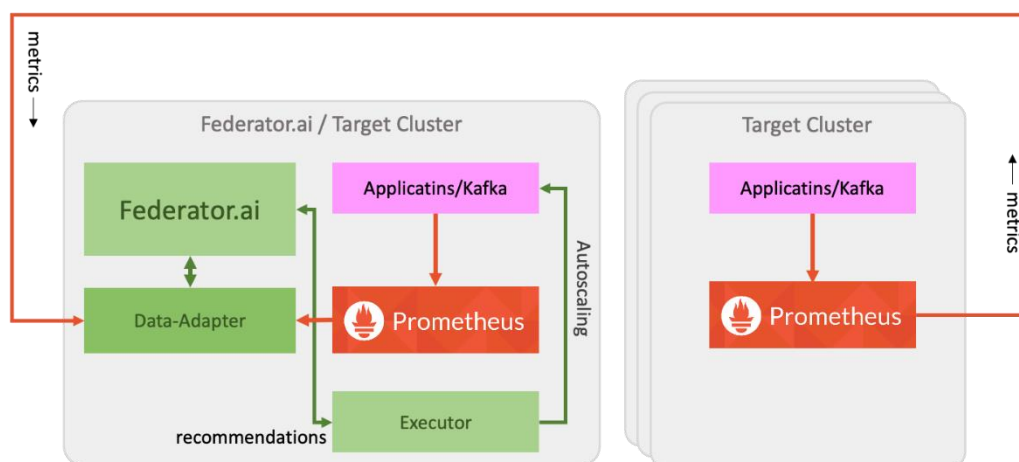 metrics
Federator.ai / Target Cluster
Federator.ai
Applicatins/Kafka
Autoscaling
Data-Adapter
Prometheus
Executor
recommendations
Target Cluster
Applicatins/Kafka
Prometheus
metrics